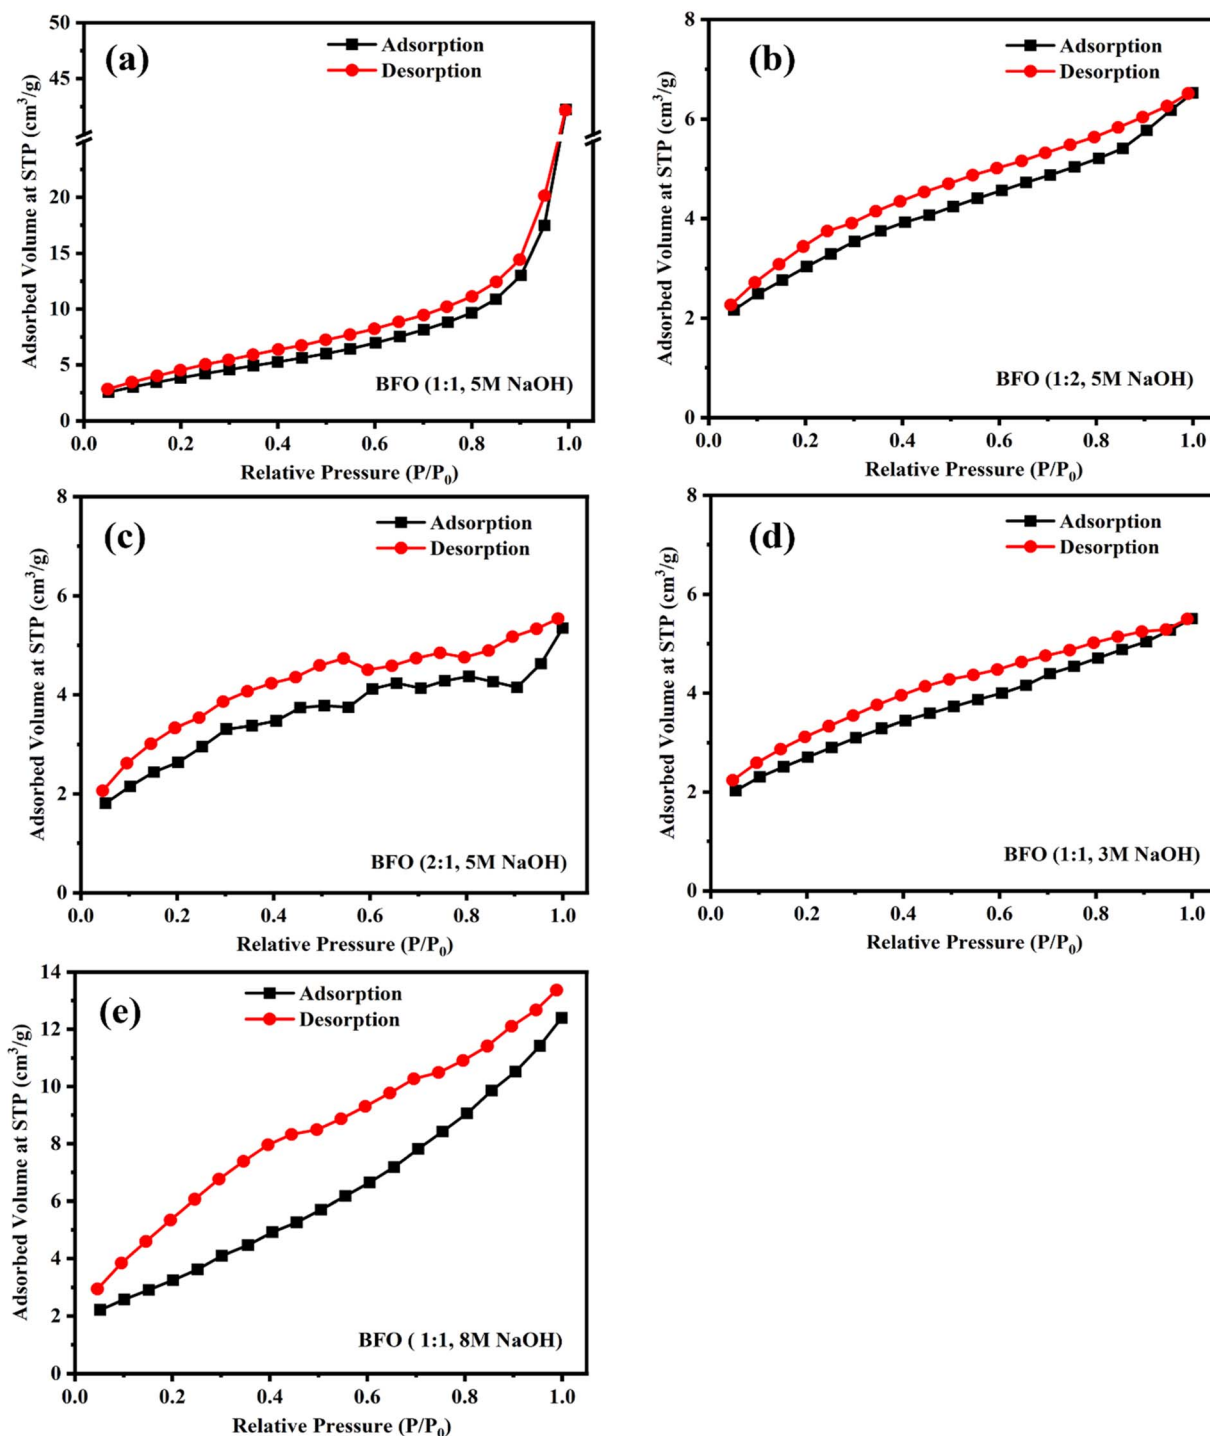 (a)
Adsorption
Desorption
50
45
20
15
10
5
0
Adsorbed Volume at STP (cm³/g)
BFO (1:1, 5M NaOH)
0.0 0.2 0.4 0.6 0.8 1.0
Relative Pressure (P/P₀)
(b)
Adsorption
Desorption
8
6
4
2
0
Adsorbed Volume at STP (cm³/g)
BFO (1:2, 5M NaOH)
0.0 0.2 0.4 0.6 0.8 1.0
Relative Pressure (P/P₀)
(c)
Adsorption
Desorption
8
6
4
2
0
Adsorbed Volume at STP (cm³/g)
BFO (2:1, 5M NaOH)
0.0 0.2 0.4 0.6 0.8 1.0
Relative Pressure (P/P₀)
(d)
Adsorption
Desorption
8
6
4
2
0
Adsorbed Volume at STP (cm³/g)
BFO (1:1, 3M NaOH)
0.0 0.2 0.4 0.6 0.8 1.0
Relative Pressure (P/P₀)
(e)
Adsorption
Desorption
14
12
10
8
6
4
2
0
Adsorbed Volume at STP (cm³/g)
BFO ( 1:1, 8M NaOH)
0.0 0.2 0.4 0.6 0.8 1.0
Relative Pressure (P/P₀)